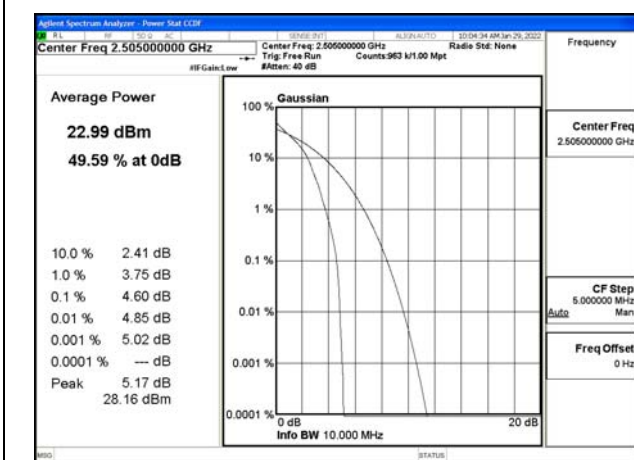 Agilent Spectrum Analyzer - Power Stat CCDF
RL RF 50 Ω AC SENSE:INT ALIGNAUTO 10:04:34 AM Jan 29, 2022
Center Freq 2.505000000 GHz
Center Freq: 2.505000000 GHz
Radio Std: None
Trig: Free Run
Counts:963 k/1.00 Mpt
#IFGain:Low
#Atten: 40 dB
Frequency
Average Power
22.99 dBm
49.59 % at 0dB
10.0 % 2.41 dB
1.0 % 3.75 dB
0.1 % 4.60 dB
0.01 % 4.85 dB
0.001 % 5.02 dB
0.0001 % --- dB
Peak 5.17 dB
28.16 dBm
Gaussian
100 %
10 %
1 %
0.1 %
0.01 %
0.001 %
0.0001 %
0 dB
20 dB
Info BW 10.000 MHz
Center Freq
2.505000000 GHz
CF Step
5.000000 MHz
Auto Man
Freq Offset
0 Hz
MSG
STATUS